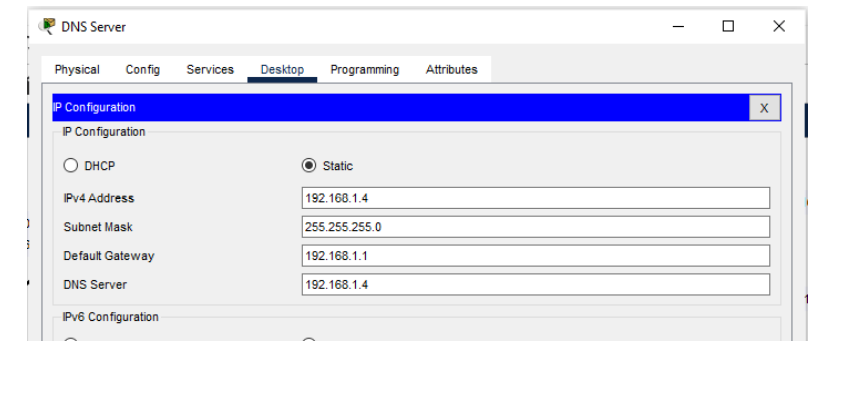 DNS Server
Physical Config Services Desktop Programming Attributes
IP Configuration X
IP Configuration
DHCP Static
IPv4 Address 192.168.1.4
Subnet Mask 255.255.255.0
Default Gateway 192.168.1.1
DNS Server 192.168.1.4
IPv6 Configuration